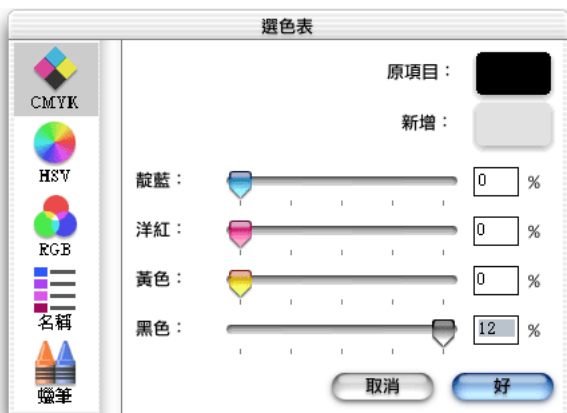 選色表
CMYK
HSV
RGB
名稱
蠟筆
原項目：
新增：
靛藍： 0 %
洋紅： 0 %
黃色： 0 %
黑色： 12 %
取消 好